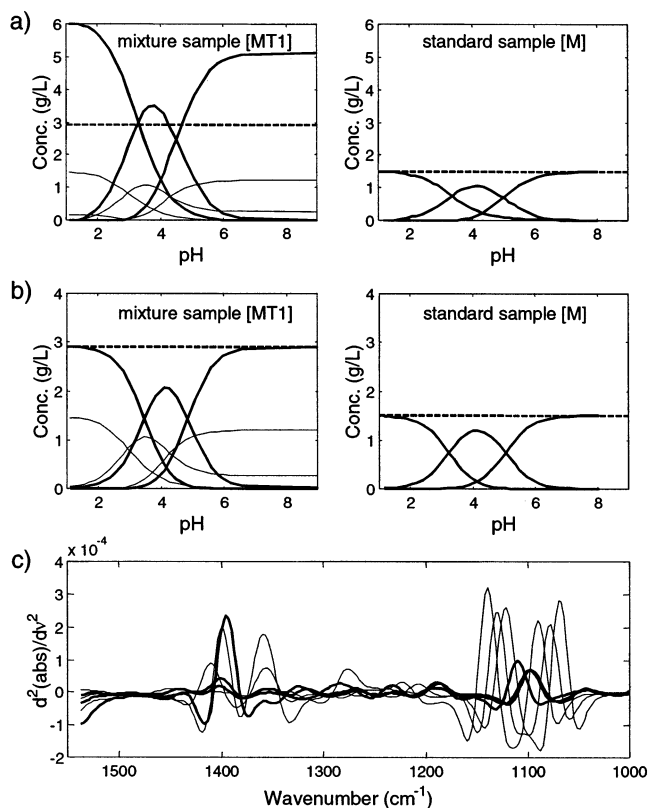 a)
mixture sample [MT1]
standard sample [M]
Conc. (g/L)
6
5
4
3
2
1
0
2 4 6 8
pH
Conc. (g/L)
6
5
4
3
2
1
0
2 4 6 8
pH
b)
mixture sample [MT1]
standard sample [M]
Conc. (g/L)
4
3
2
1
0
2 4 6 8
pH
Conc. (g/L)
4
3
2
1
0
2 4 6 8
pH
c)
x 10⁻⁴
d²(abs)/dv²
4
3
2
1
0
-1
-2
1500 1400 1300 1200 1100 1000
Wavenumber (cm⁻¹)